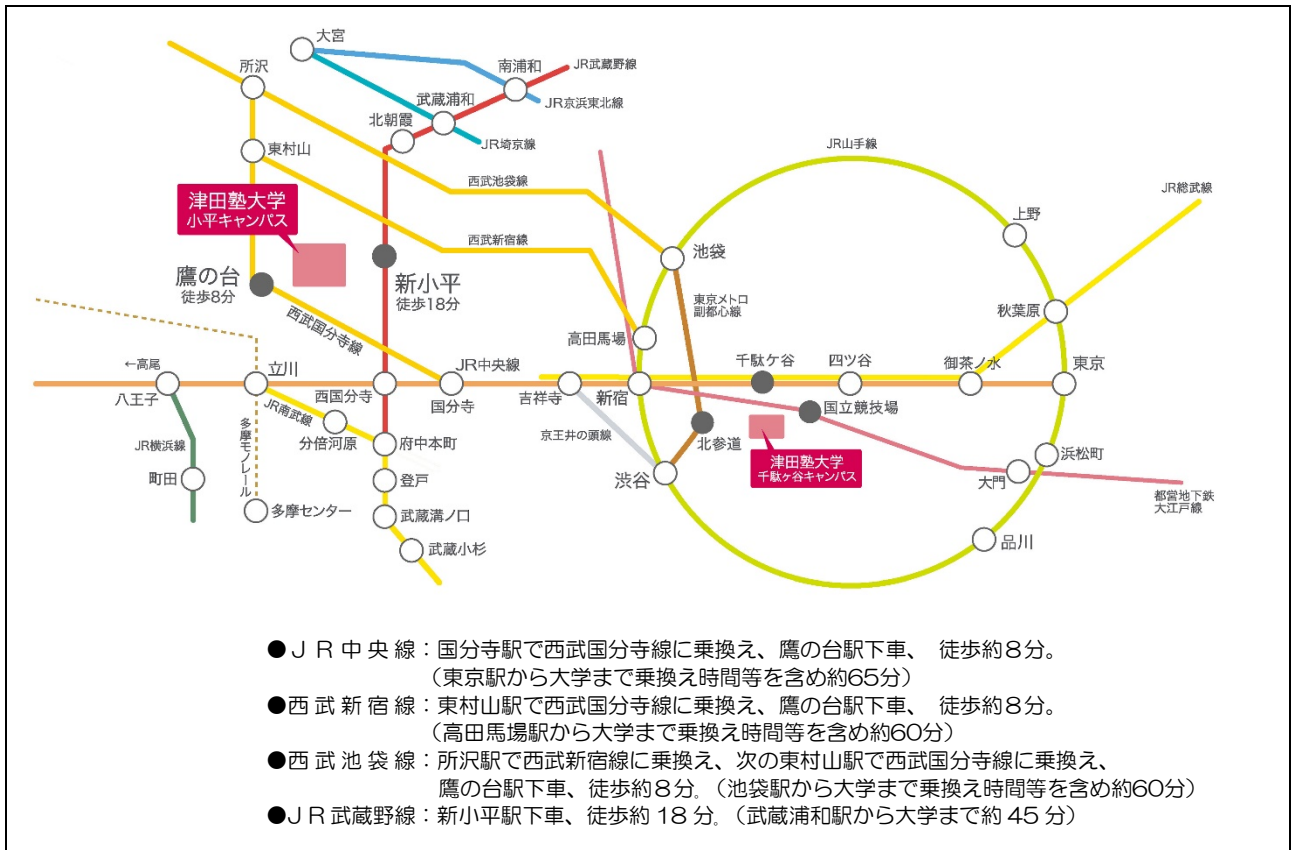 大宮
所沢
南浦和
JR武蔵野線
武蔵浦和
JR京浜東北線
北朝霞
JR埼京線
東村山
JR山手線
西武池袋線
JR総武線
津田塾大学
小平キャンパス
上野
西武新宿線
池袋
鷹の台
徒歩8分
新小平
徒歩18分
東京メトロ
副都心線
秋葉原
西武国分寺線
高田馬場
←高尾
立川
JR中央線
千駄ケ谷
四ツ谷
御茶ノ水
東京
八王子
西国分寺
国分寺
吉祥寺
新宿
JR南武線
国立競技場
分倍河原
府中本町
京王井の頭線
北参道
JR横浜線
多摩モノレール
津田塾大学
千駄ヶ谷キャンパス
浜松町
町田
登戸
渋谷
大門
都営地下鉄
大江戸線
多摩センター
武蔵溝ノ口
武蔵小杉
品川
●ＪＲ中央線：国分寺駅で西武国分寺線に乗換え、鷹の台駅下車、　徒歩約８分。
（東京駅から大学まで乗換え時間等を含め約65分）
●西武新宿線：東村山駅で西武国分寺線に乗換え、鷹の台駅下車、　徒歩約８分。
（高田馬場駅から大学まで乗換え時間等を含め約60分）
●西武池袋線：所沢駅で西武新宿線に乗換え、次の東村山駅で西武国分寺線に乗換え、
鷹の台駅下車、徒歩約８分。（池袋駅から大学まで乗換え時間等を含め約60分）
●ＪＲ武蔵野線：新小平駅下車、徒歩約 18 分。（武蔵浦和駅から大学まで約 45 分）